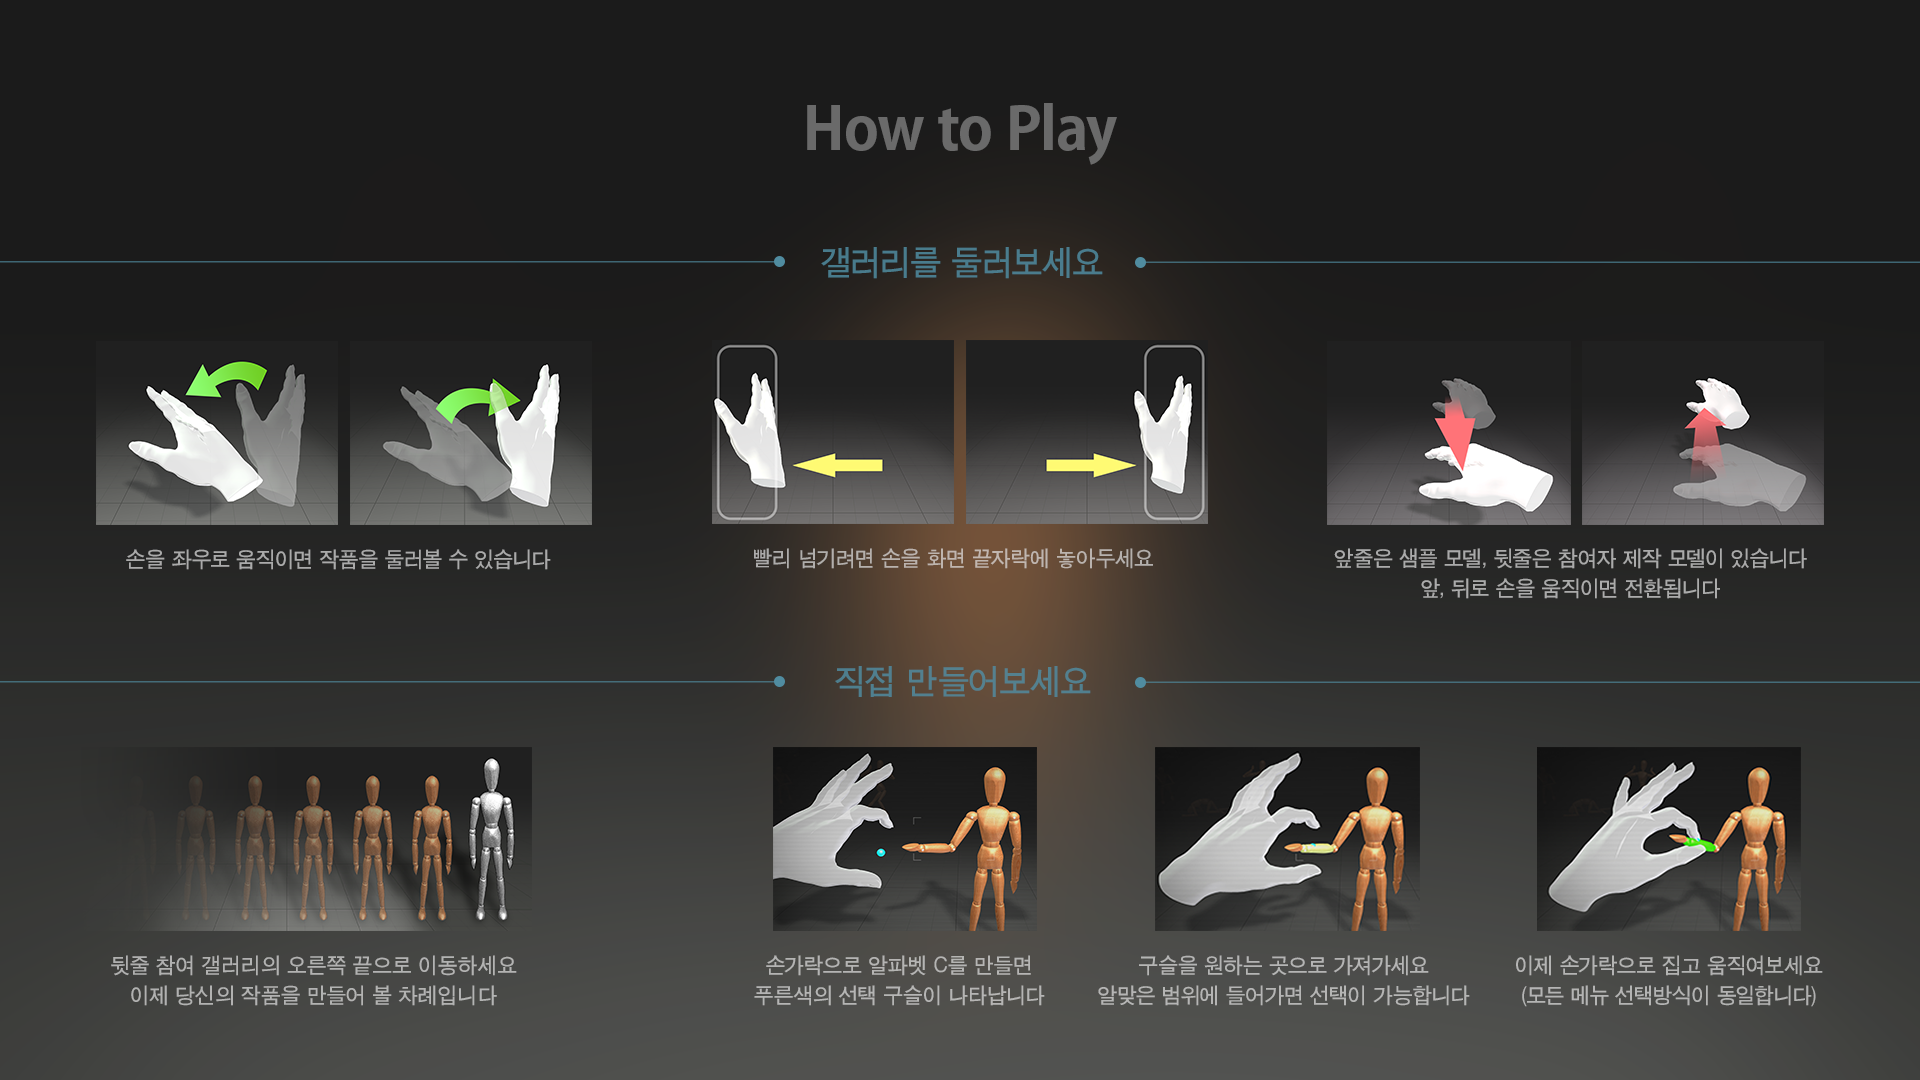 How to Play
갤러리를 둘러보세요
손을 좌우로 움직이면 작품을 둘러볼 수 있습니다
빨리 넘기려면 손을 화면 끝자락에 놓아두세요
앞줄은 샘플 모델, 뒷줄은 참여자 제작 모델이 있습니다
앞, 뒤로 손을 움직이면 전환됩니다
직접 만들어보세요
뒷줄 참여 갤러리의 오른쪽 끝으로 이동하세요
이제 당신의 작품을 만들어 볼 차례입니다
손가락으로 알파벳 C를 만들면
푸른색의 선택 구슬이 나타납니다
구슬을 원하는 곳으로 가져가세요
알맞은 범위에 들어가면 선택이 가능합니다
이제 손가락으로 집고 움직여보세요
(모든 메뉴 선택방식이 동일합니다)